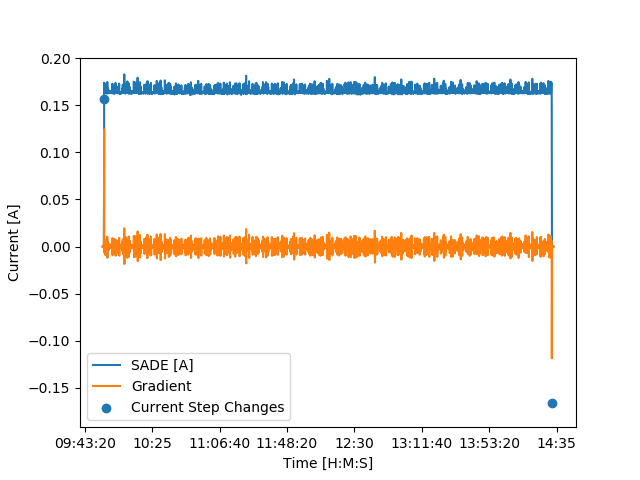 0.20
0.15
0.10
0.05
0.00
−0.05
−0.10
−0.15
Current [A]
SADE [A]
Gradient
Current Step Changes
09:43:20 10:25 11:06:40 11:48:20 12:30 13:11:40 13:53:20 14:35
Time [H:M:S]